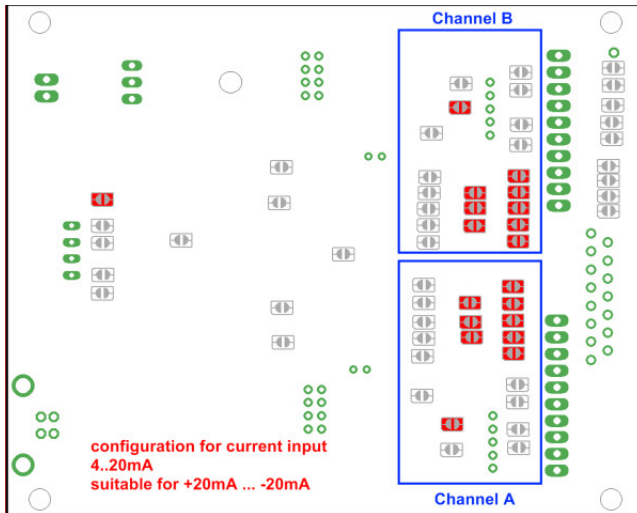 Channel B
configuration for current input
4..20mA
suitable for +20mA ... -20mA
Channel A